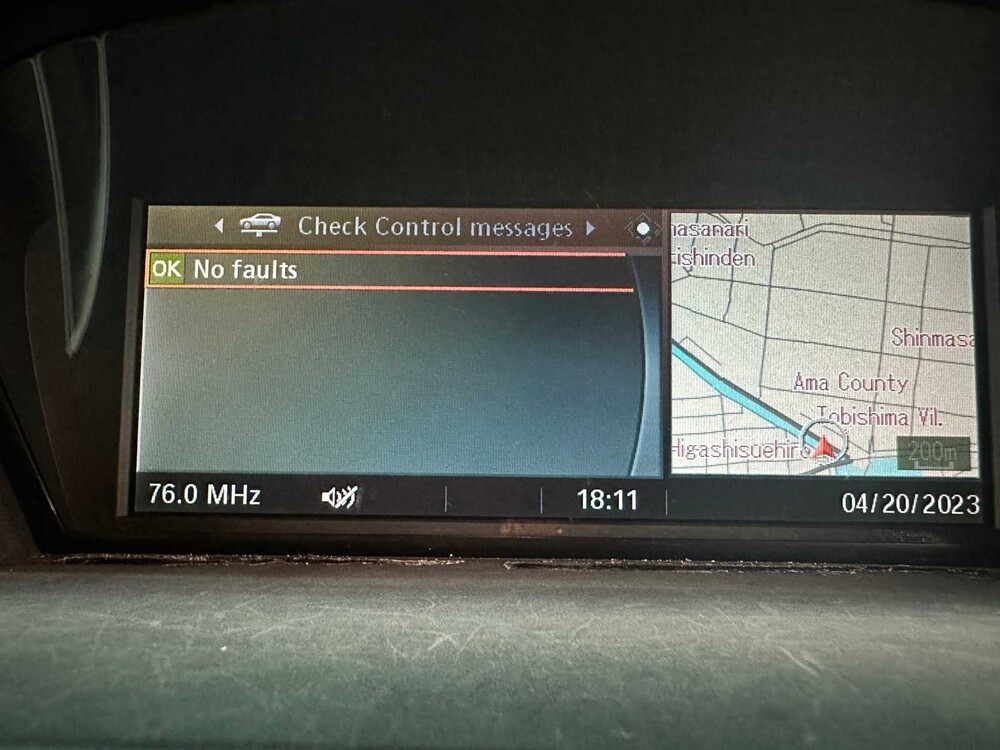 Check Control messages
OK No faults
ishinden
Shinmasa
Ama County
Tobishima Vil.
Higashisuehiro
200m
76.0 MHz
18:11
04/20/2023